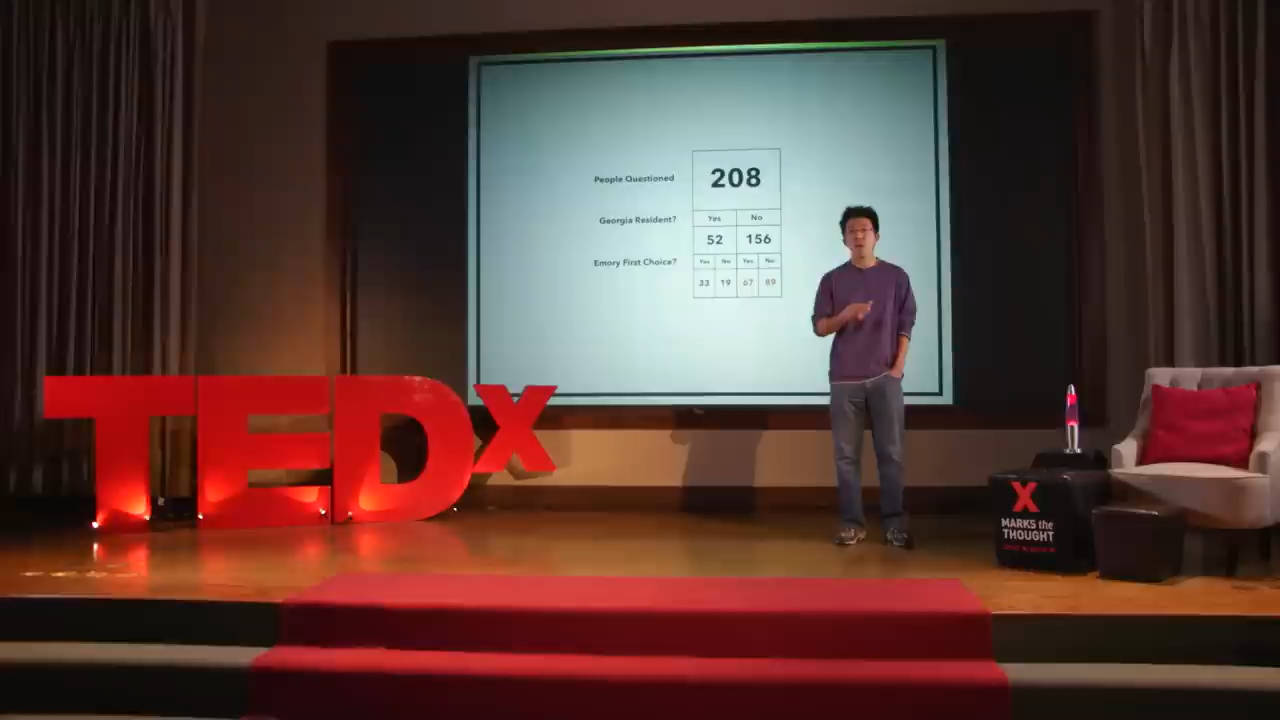 People Questioned 208
Georgia Resident? Yes No
52 156
Emory First Choice? Yes No Yes No
33 19 67 89
TEDx
X
MARKS the
THOUGHT